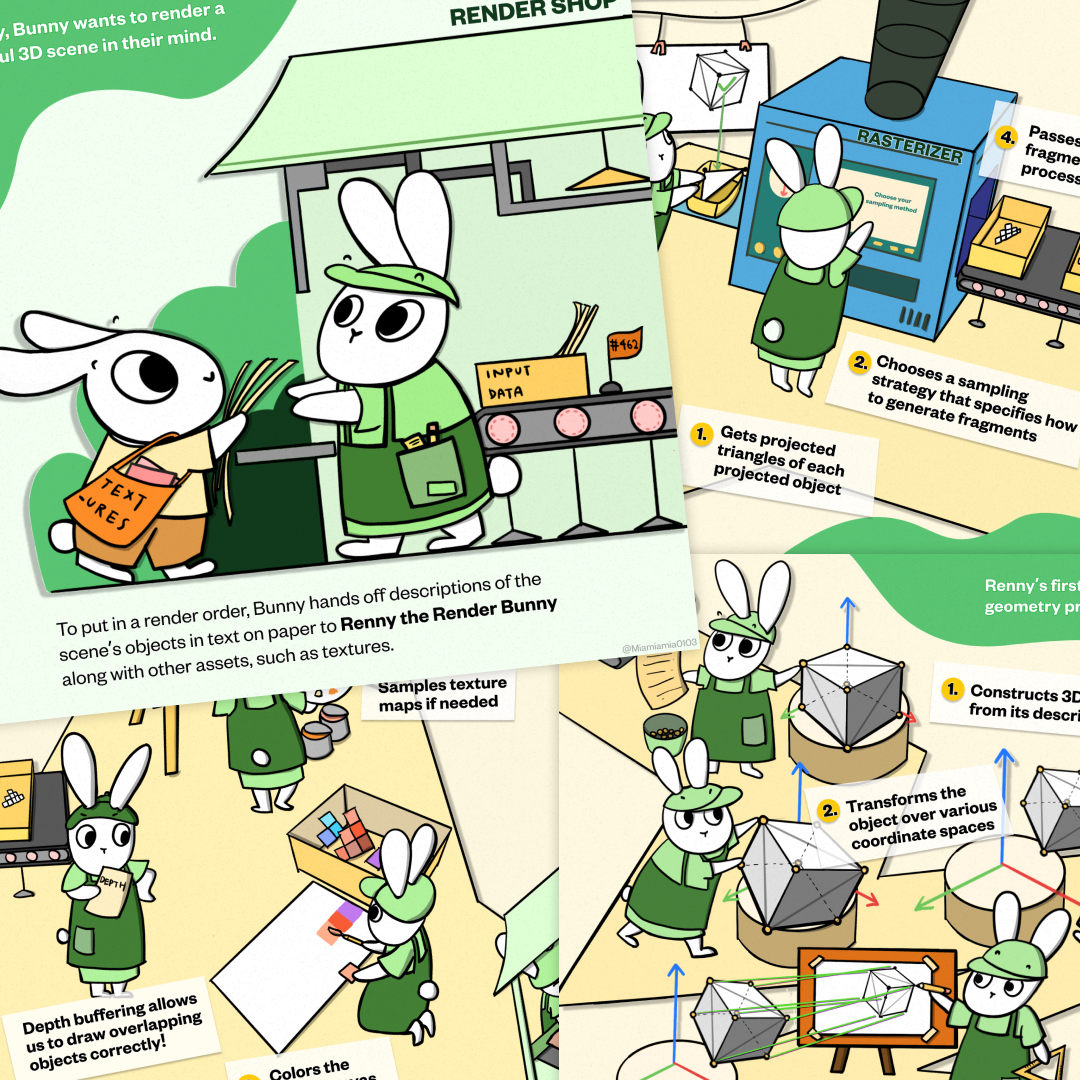 Bunny wants to render a
3D scene in their mind.
RENDER SHOP
INPUT
DATA
#462
TEXT
-URES
To put in a render order, Bunny hands off descriptions of the
scene's objects in text on paper to Renny the Render Bunny
along with other assets, such as textures.
@Miamiamia0103
RASTERIZER
Choose your
sampling method
4. Passes
fragme
process
2. Chooses a sampling
strategy that specifies how
to generate fragments
1. Gets projected
triangles of each
projected object
Samples texture
maps if needed
DEPTH
Depth buffering allows
us to draw overlapping
objects correctly!
Colors the
Renny's first
geometry pr
1. Constructs 3D
from its descri
2. Transforms the
object over various
coordinate spaces